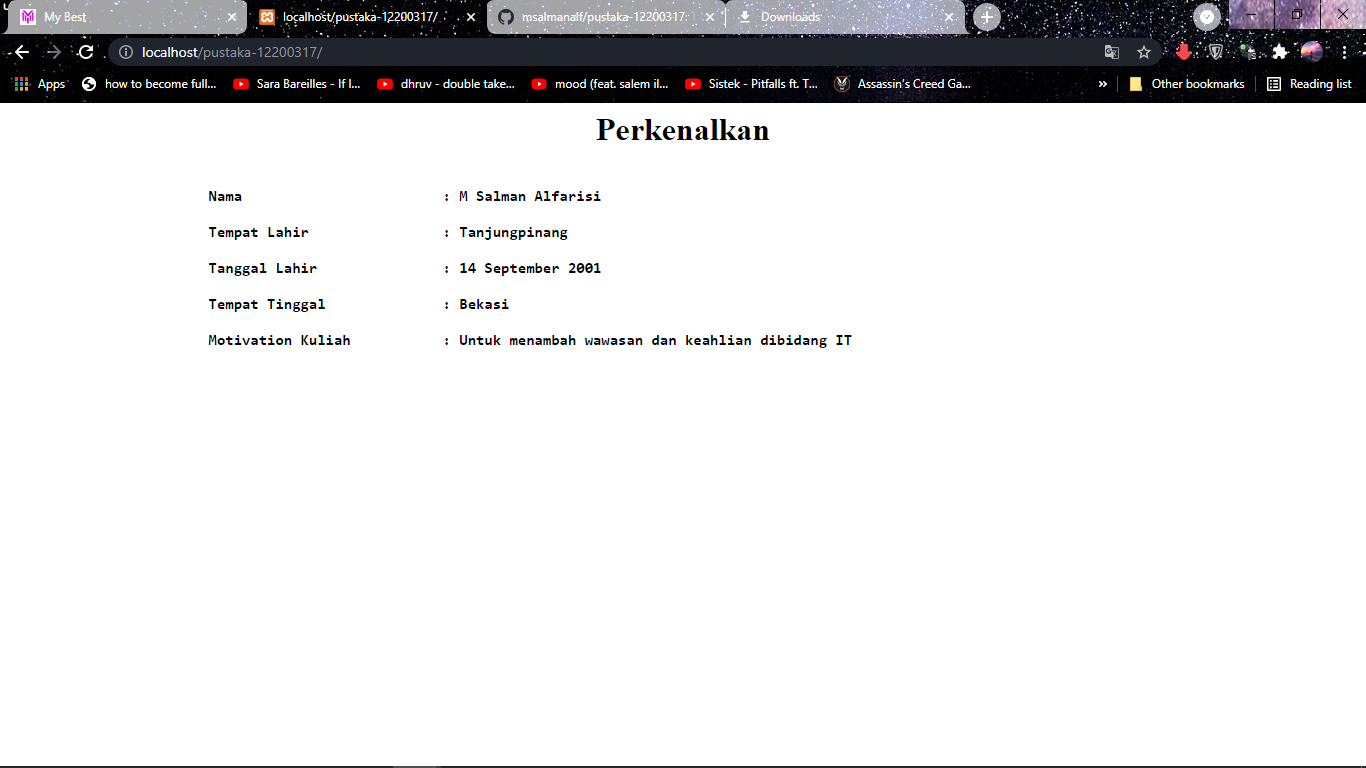 My Best
localhost/pustaka-12200317/
msalmanalf/pustaka-12200317:
Downloads
localhost/pustaka-12200317/
Apps
how to become full...
Sara Bareilles - If I...
dhruv - double take...
mood (feat. salem il...
Sistek - Pitfalls ft. T...
Assassin's Creed Ga...
»
Other bookmarks
Reading list
Perkenalkan
Nama : M Salman Alfarisi
Tempat Lahir : Tanjungpinang
Tanggal Lahir : 14 September 2001
Tempat Tinggal : Bekasi
Motivation Kuliah : Untuk menambah wawasan dan keahlian dibidang IT